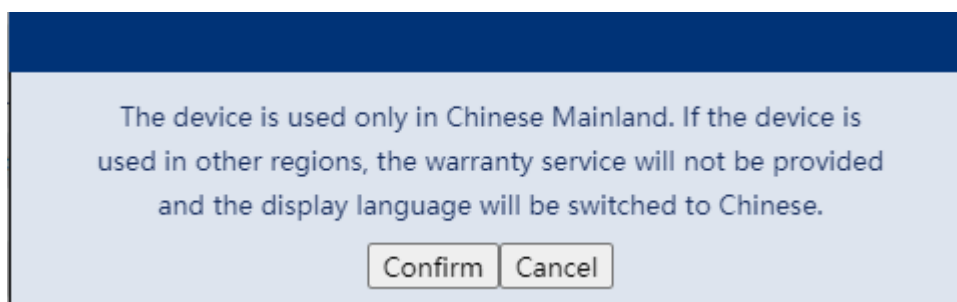 The device is used only in Chinese Mainland. If the device is
used in other regions, the warranty service will not be provided
and the display language will be switched to Chinese.
Confirm Cancel